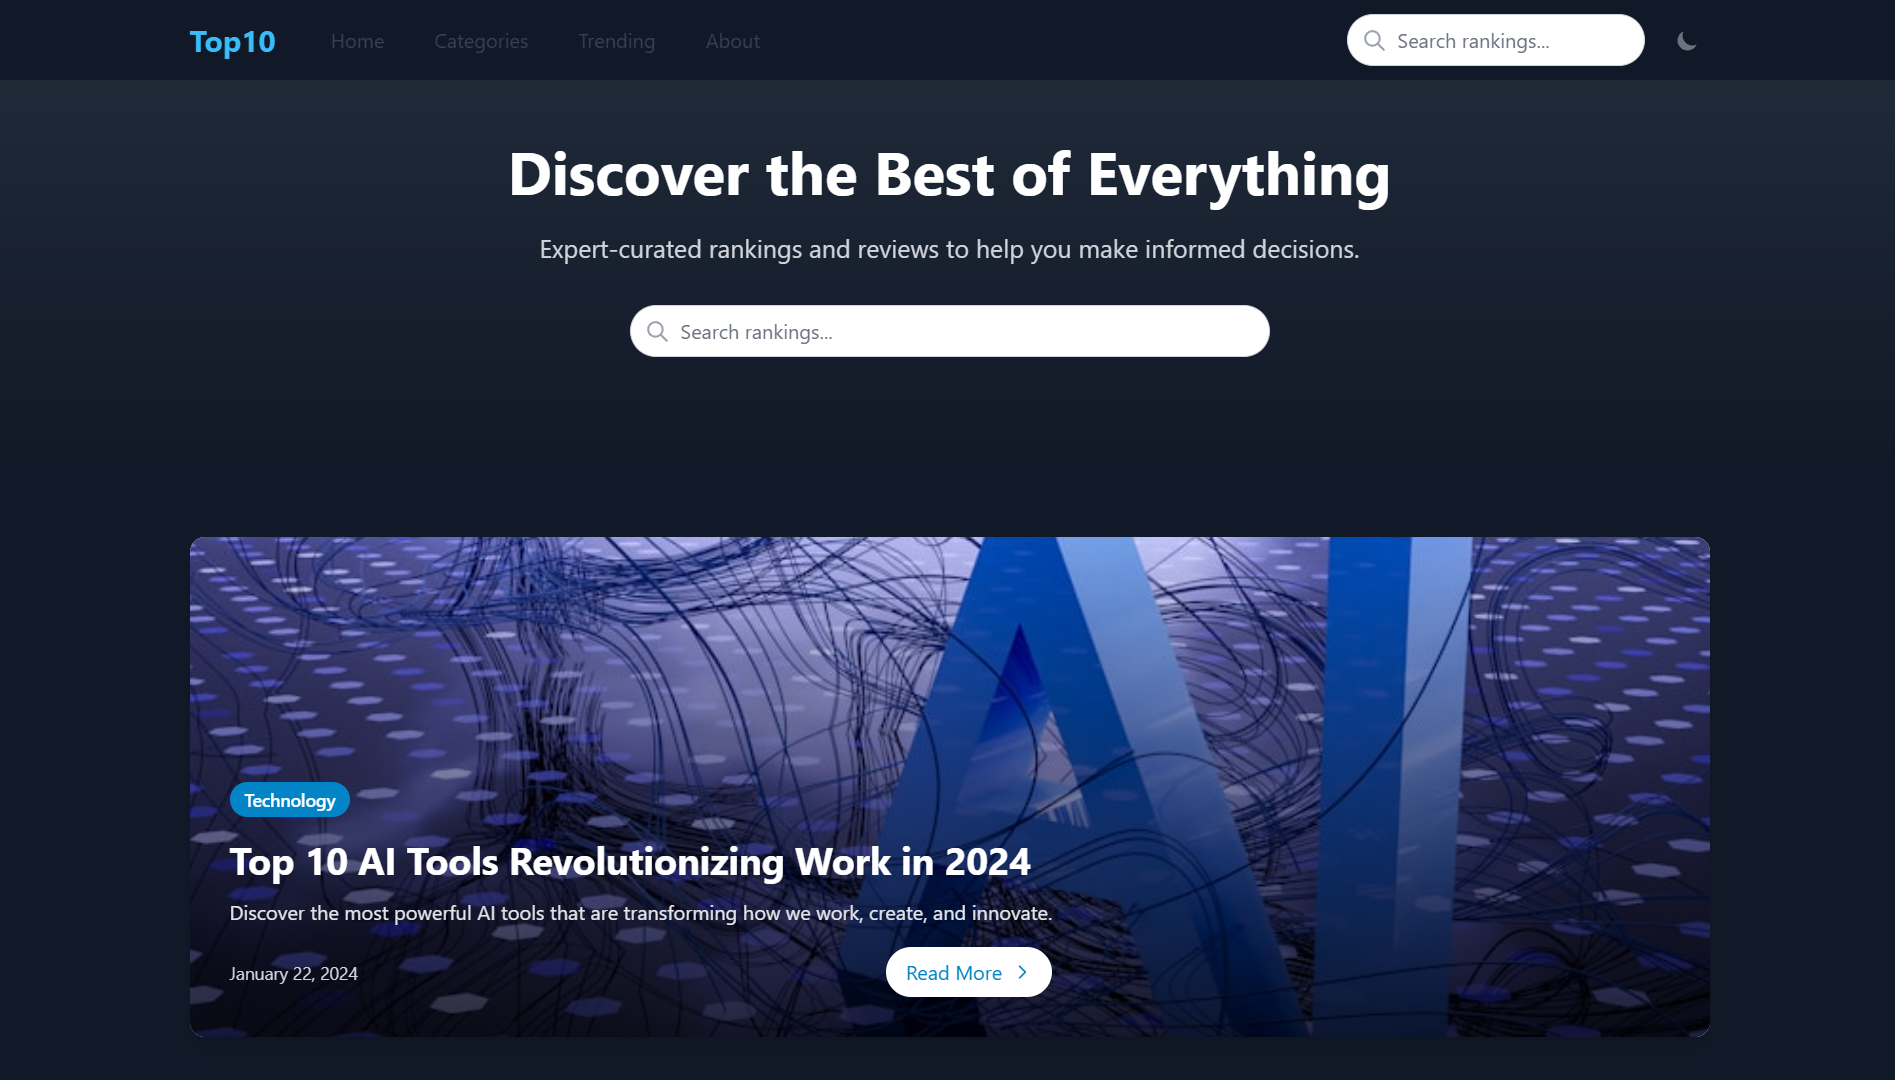 Top10
Home
Categories
Trending
About
Search rankings...
Discover the Best of Everything
Expert-curated rankings and reviews to help you make informed decisions.
Search rankings...
AI
Technology
Top 10 AI Tools Revolutionizing Work in 2024
Discover the most powerful AI tools that are transforming how we work, create, and innovate.
January 22, 2024
Read More